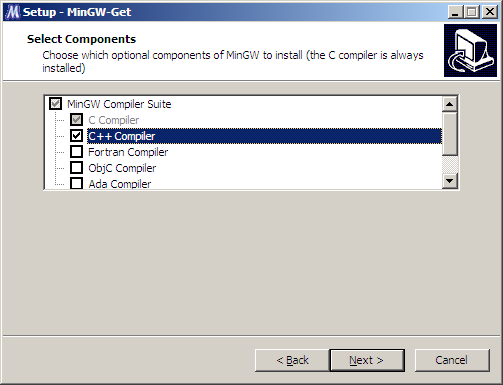 Setup - MinGW-Get
Select Components
Choose which optional components of MinGW to install (the C compiler is always
installed)
MinGW Compiler Suite
C Compiler
C++ Compiler
Fortran Compiler
ObjC Compiler
Ada Compiler
< Back
Next >
Cancel